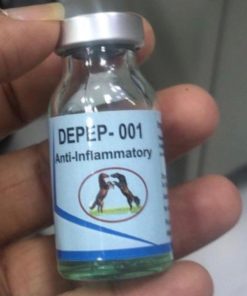 DEPEP- 001
Anti-Inflammatory